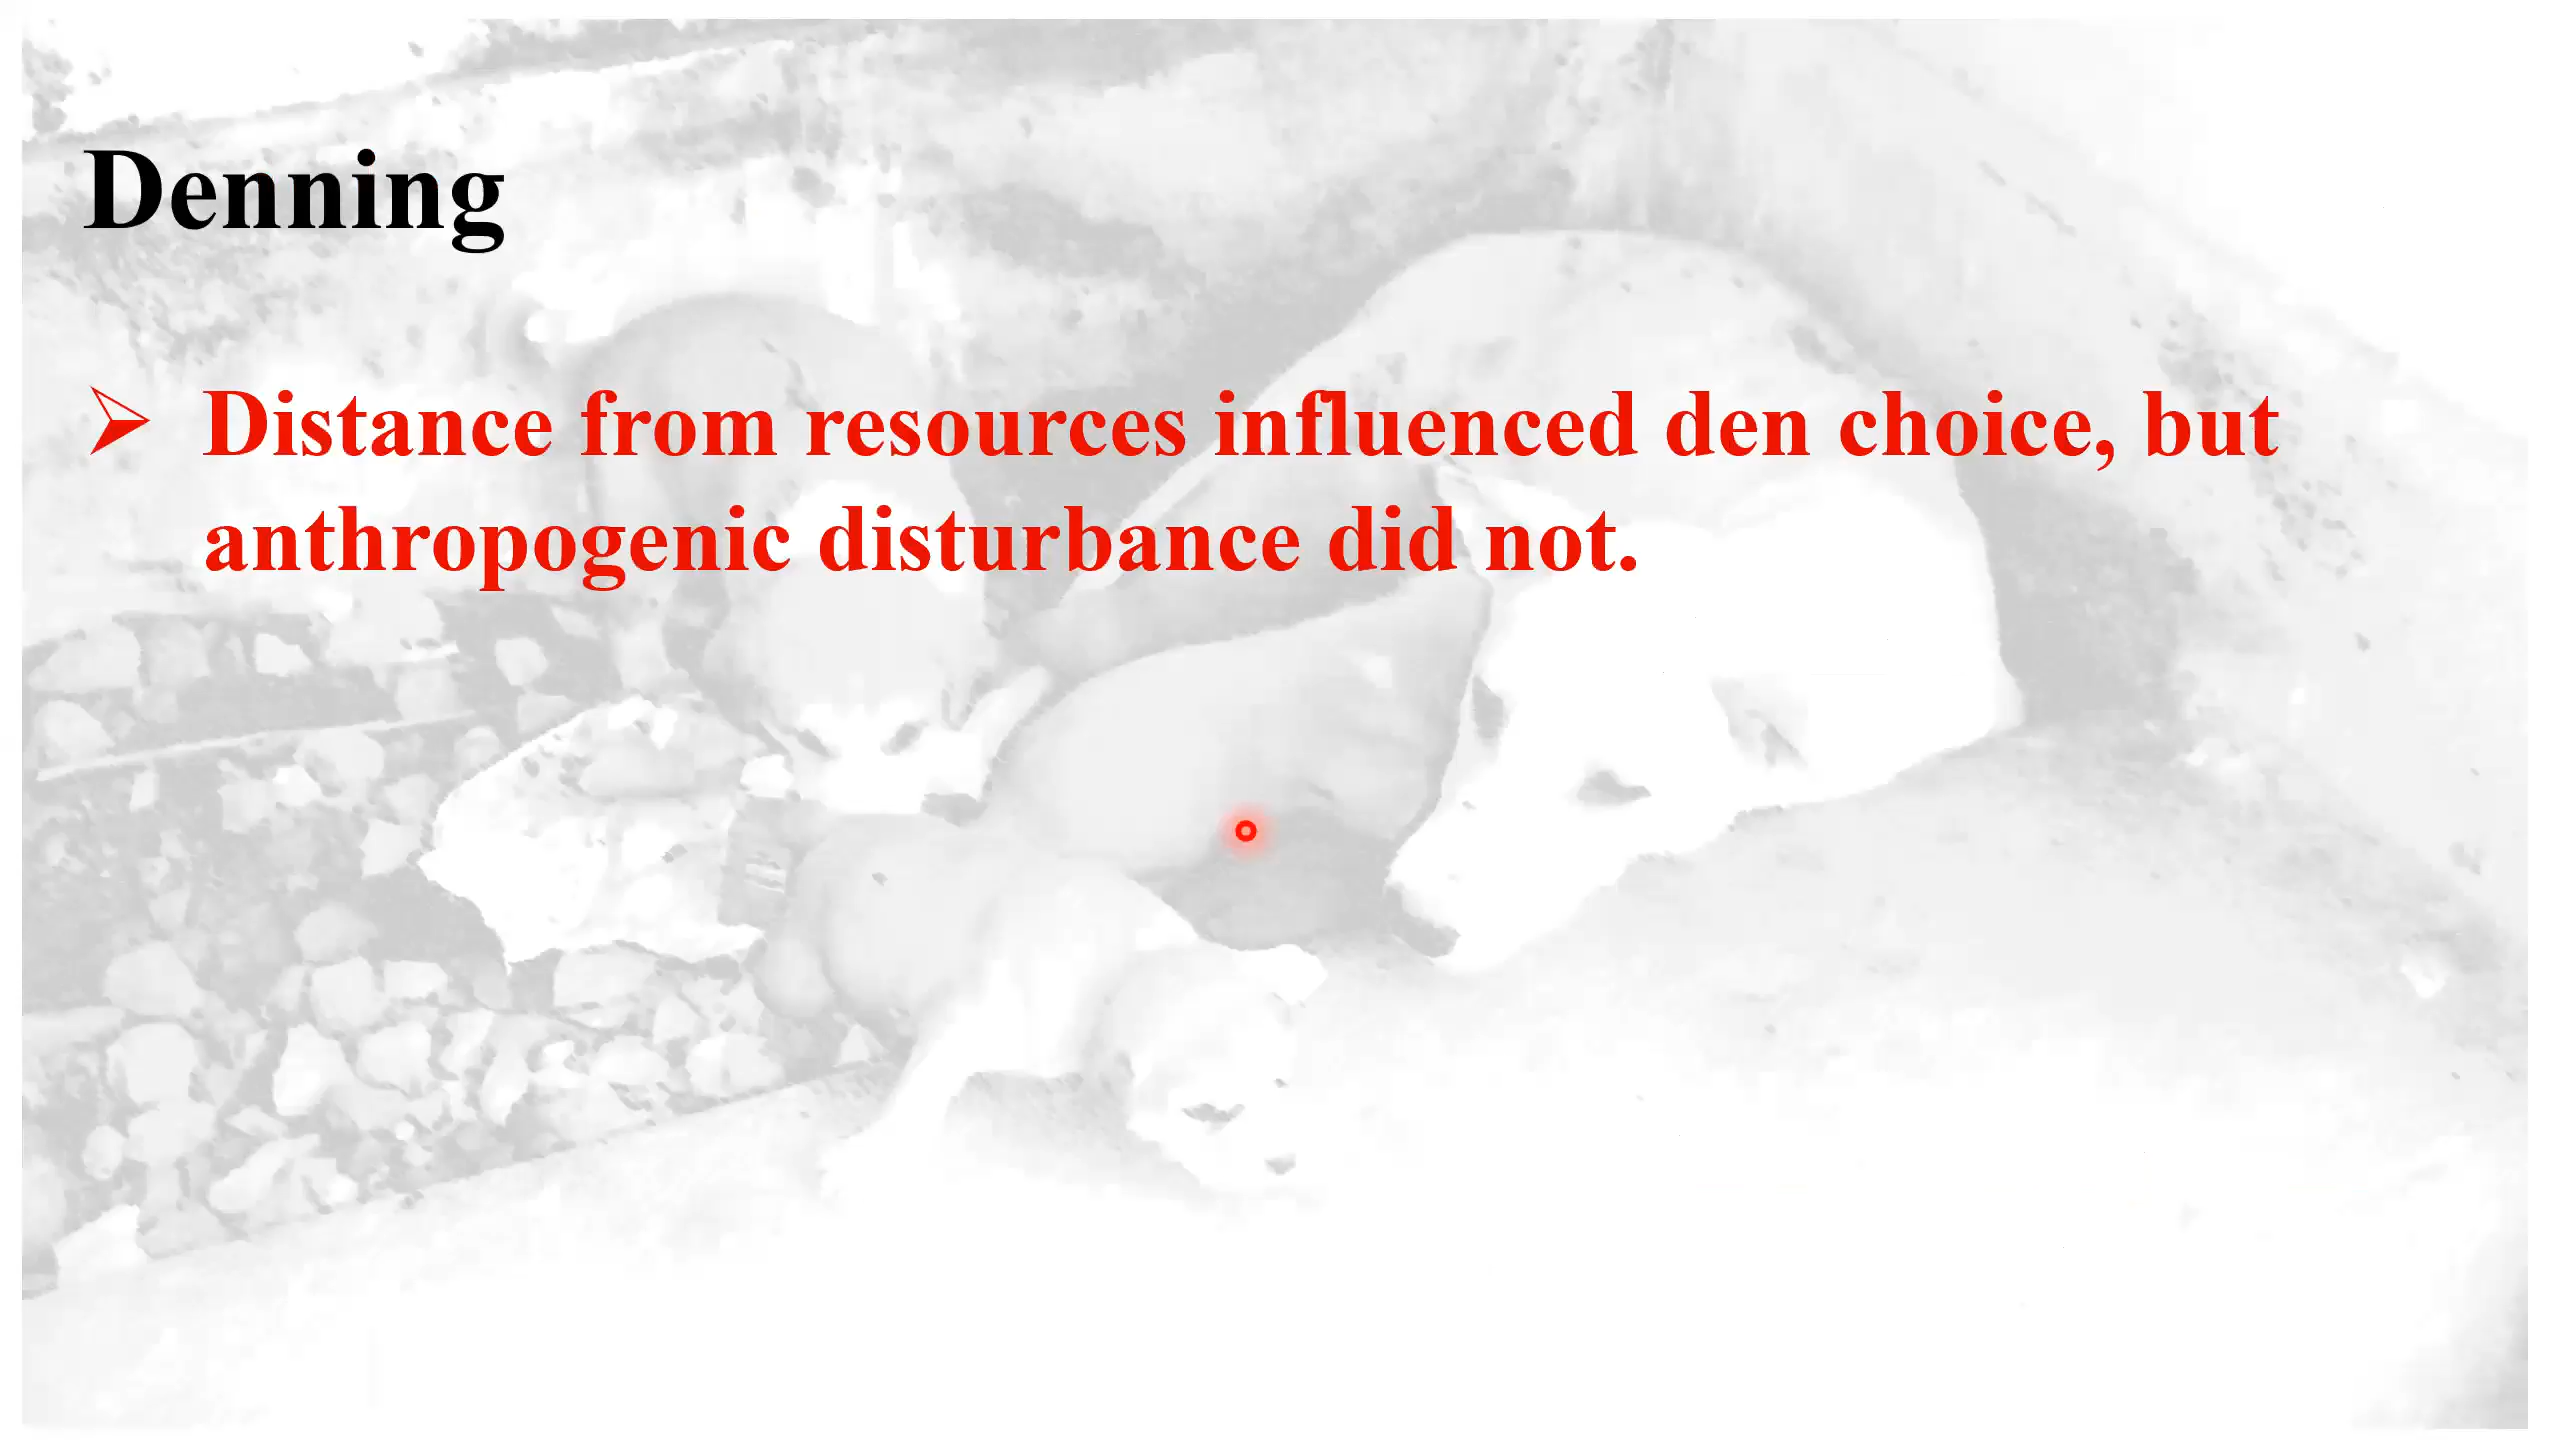 Denning
Distance from resources influenced den choice, but
anthropogenic disturbance did not.